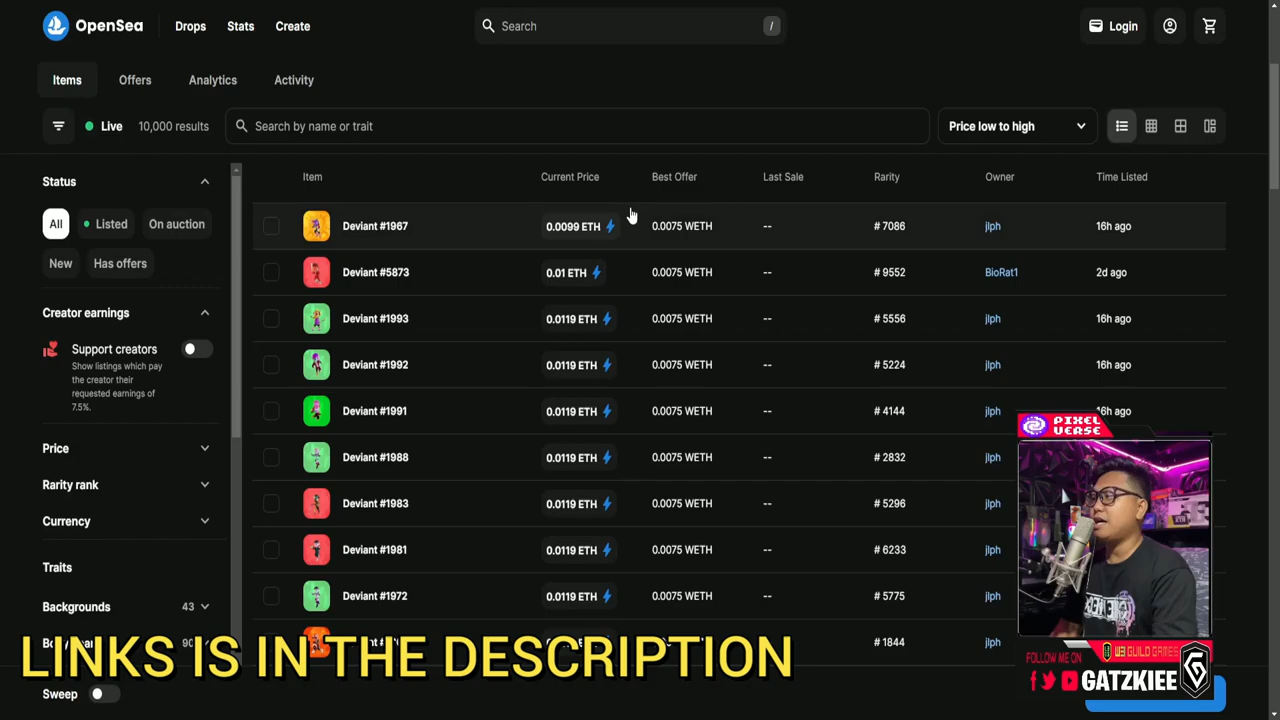 OpenSea Drops Stats Create Search / Login
Items Offers Analytics Activity
Live 10,000 results Search by name or trait Price low to high
Status Item Current Price Best Offer Last Sale Rarity Owner Time Listed
All Listed On auction Deviant #1967 0.0099 ETH 0.0075 WETH -- # 7086 jlph 16h ago
New Has offers Deviant #5873 0.01 ETH 0.0075 WETH -- # 9552 BioRat1 2d ago
Creator earnings Deviant #1993 0.0119 ETH 0.0075 WETH -- # 5556 jlph 16h ago
Support creators Deviant #1992 0.0119 ETH 0.0075 WETH -- # 5224 jlph 16h ago
Show listings which pay
the creator their
requested earnings of
7.5%.
Deviant #1991 0.0119 ETH 0.0075 WETH -- # 4144 jlph 16h ago
Price Deviant #1988 0.0119 ETH 0.0075 WETH -- # 2832 jlph
Rarity rank Deviant #1983 0.0119 ETH 0.0075 WETH -- # 5296 jlph
Currency Deviant #1981 0.0119 ETH 0.0075 WETH -- # 6233 jlph
Traits Deviant #1972 0.0119 ETH 0.0075 WETH -- # 5775 jlph
Backgrounds 43
# 1844 jlph
PIXEL
VERSE
LINKS IS IN THE DESCRIPTION
Sweep
W3 GUILD GAMES
FOLLOW ME ON
GATZKIEE